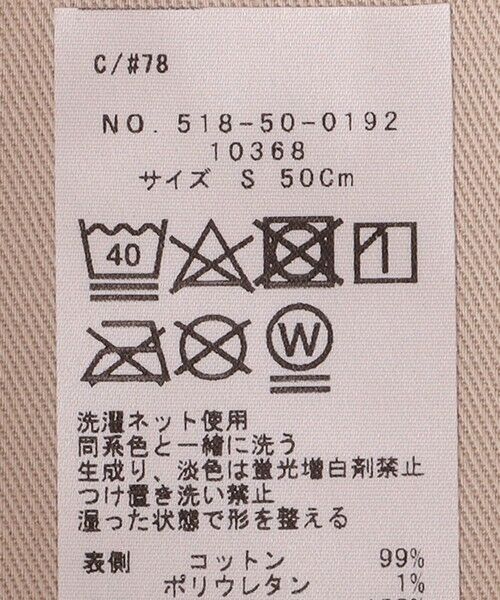 C/#78
NO. 518-50-0192
10368
サイズ S 50Cm
40
W
洗濯ネット使用
同系色と一緒に洗う
生成り、淡色は蛍光増白剤禁止
つけ置き洗い禁止
湿った状態で形を整える
表側 コットン 99%
ポリウレタン 1%